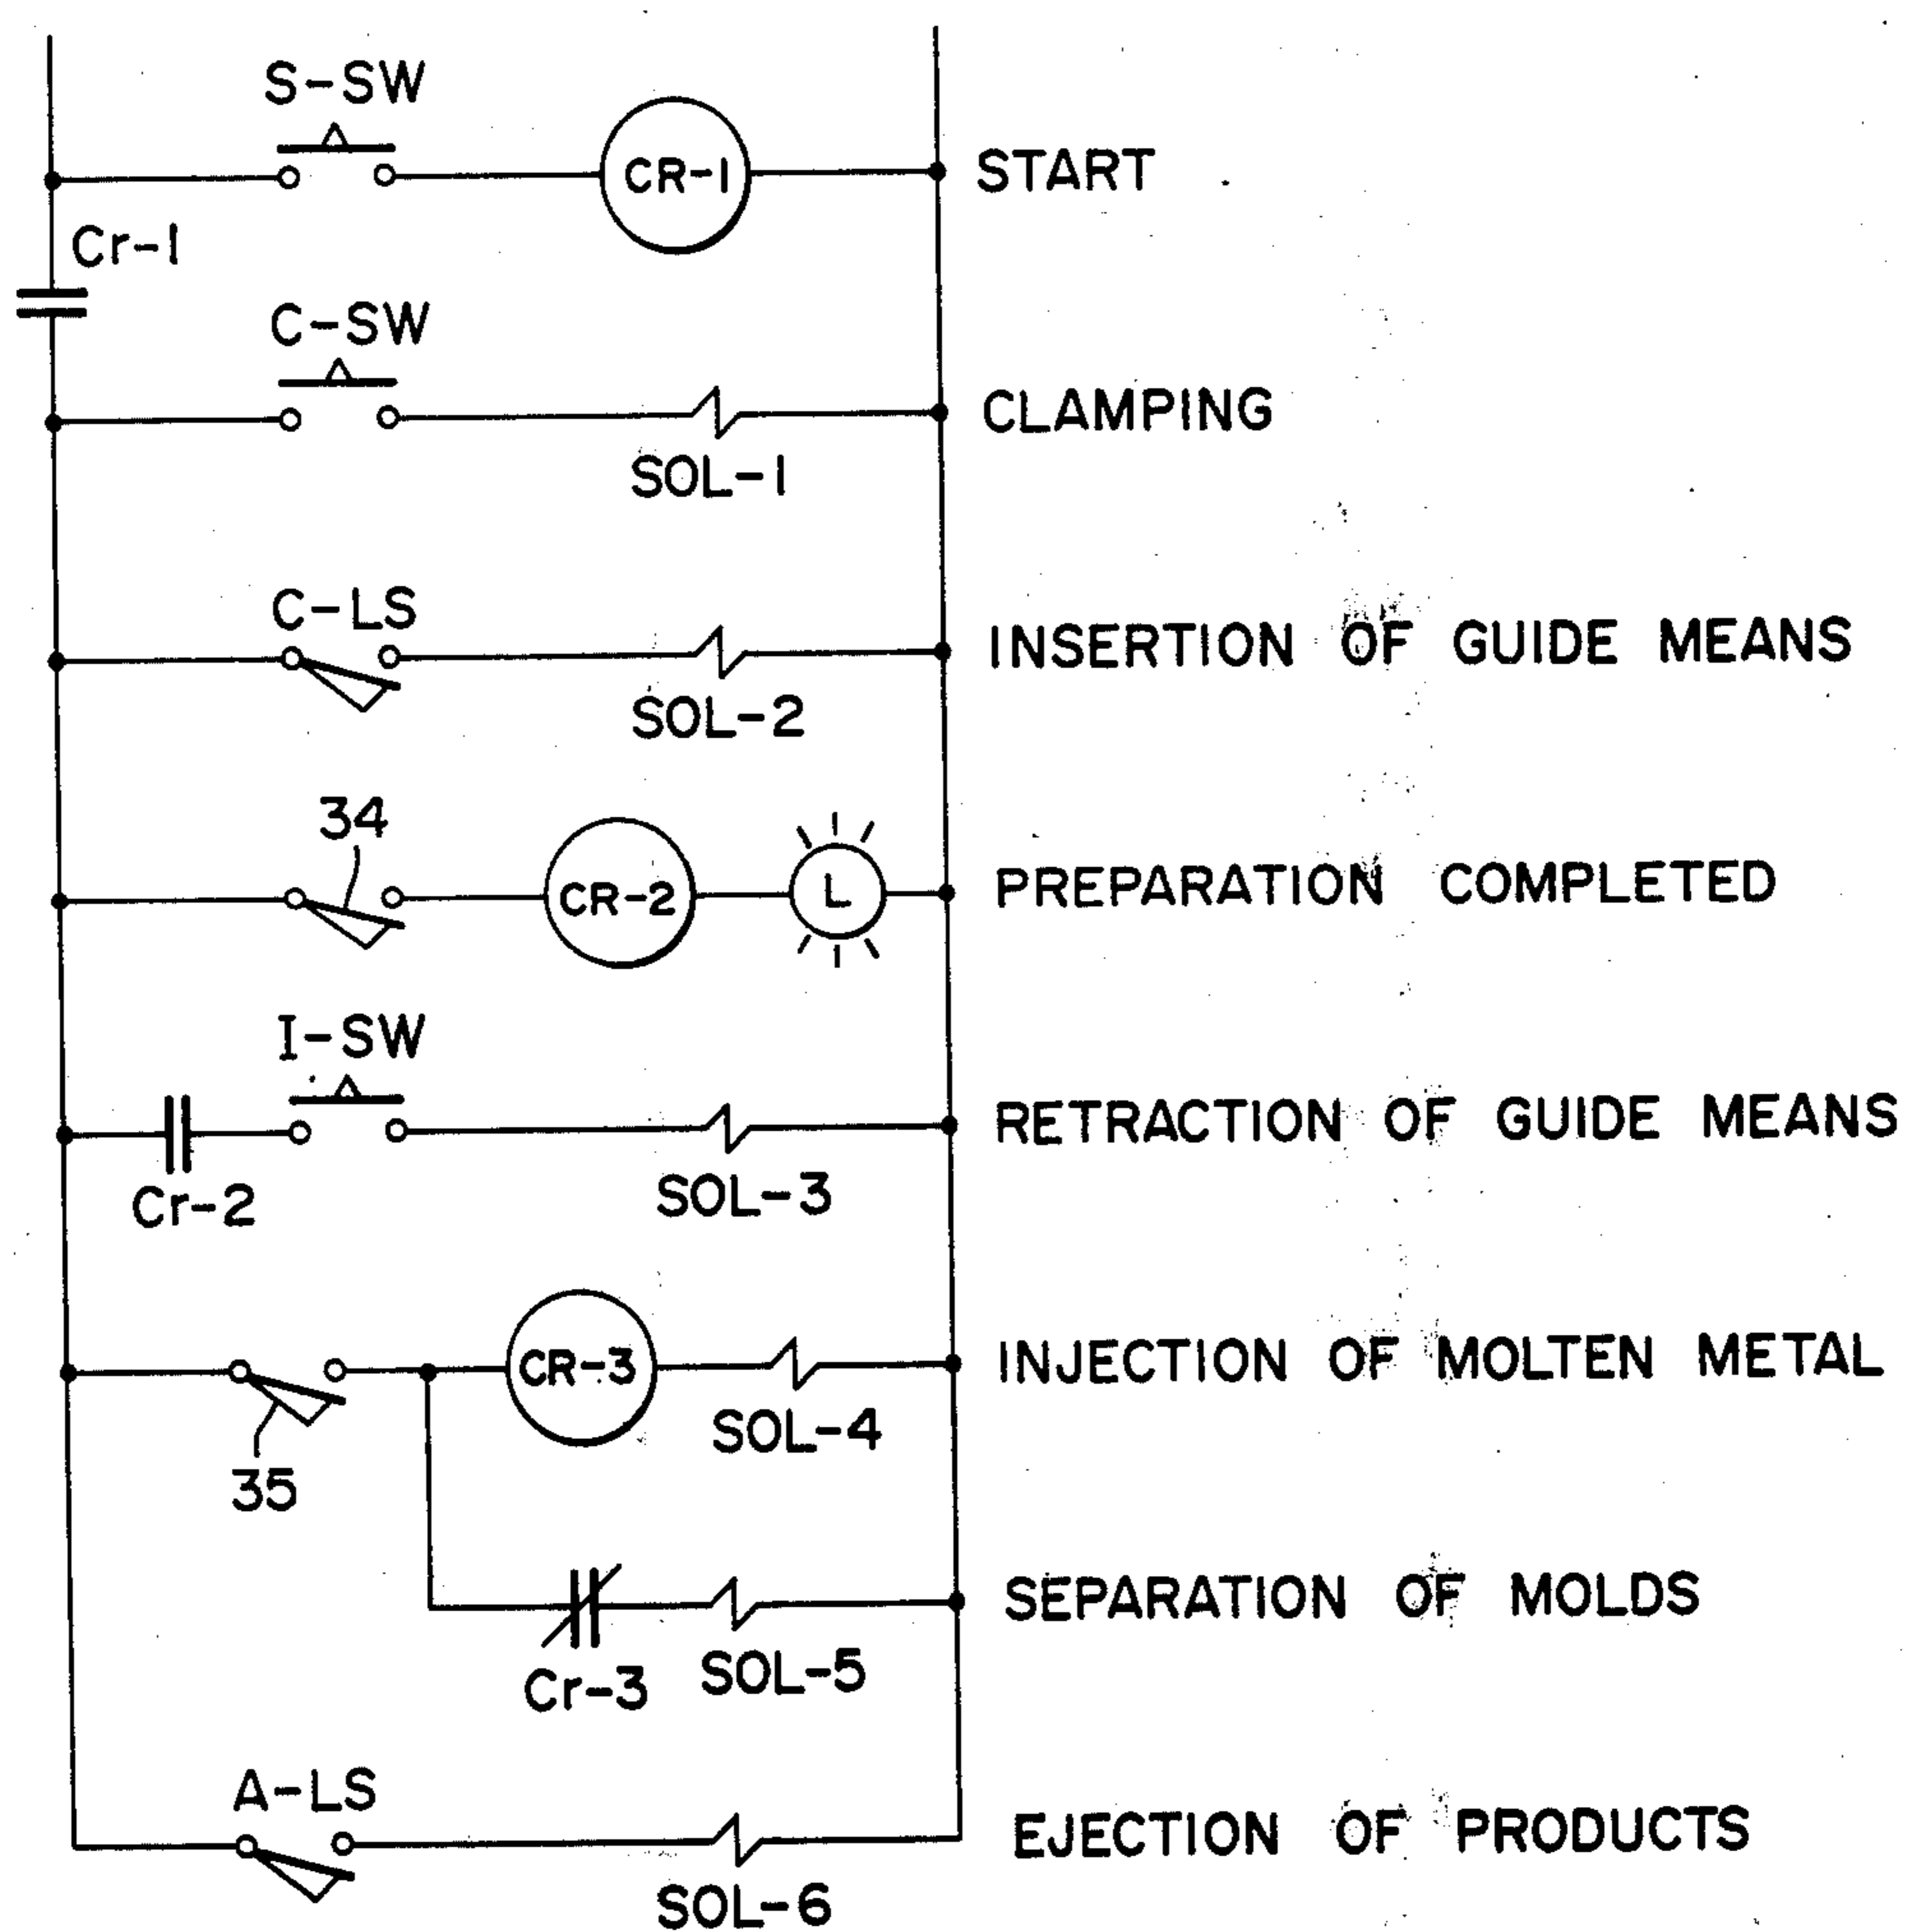 S-SW
CR-1
START
Cr-1
C-SW
SOL-1
CLAMPING
C-LS
SOL-2
INSERTION OF GUIDE MEANS
34
CR-2
L
PREPARATION COMPLETED
I-SW
Cr-2
SOL-3
RETRACTION OF GUIDE MEANS
35
CR-3
SOL-4
INJECTION OF MOLTEN METAL
Cr-3
SOL-5
SEPARATION OF MOLDS
A-LS
SOL-6
EJECTION OF PRODUCTS